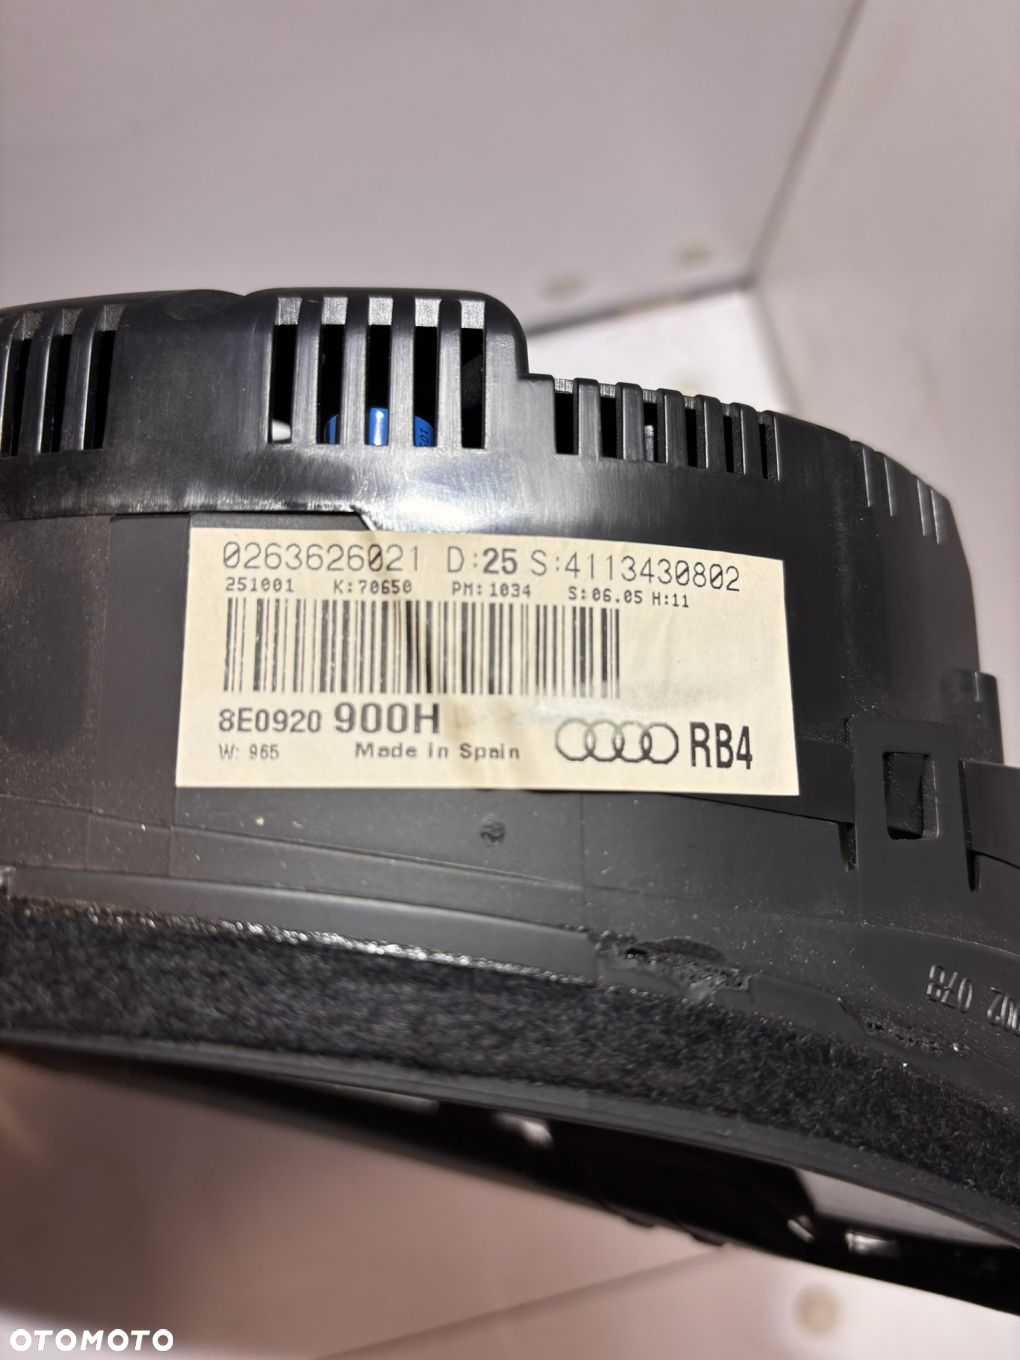 0263626021 D:25 S:4113430802
251001 K:70650 PM:1034 S:06.05 H:11
8E0920 900H
W: 965 Made in Spain
RB4
OTOMOTO